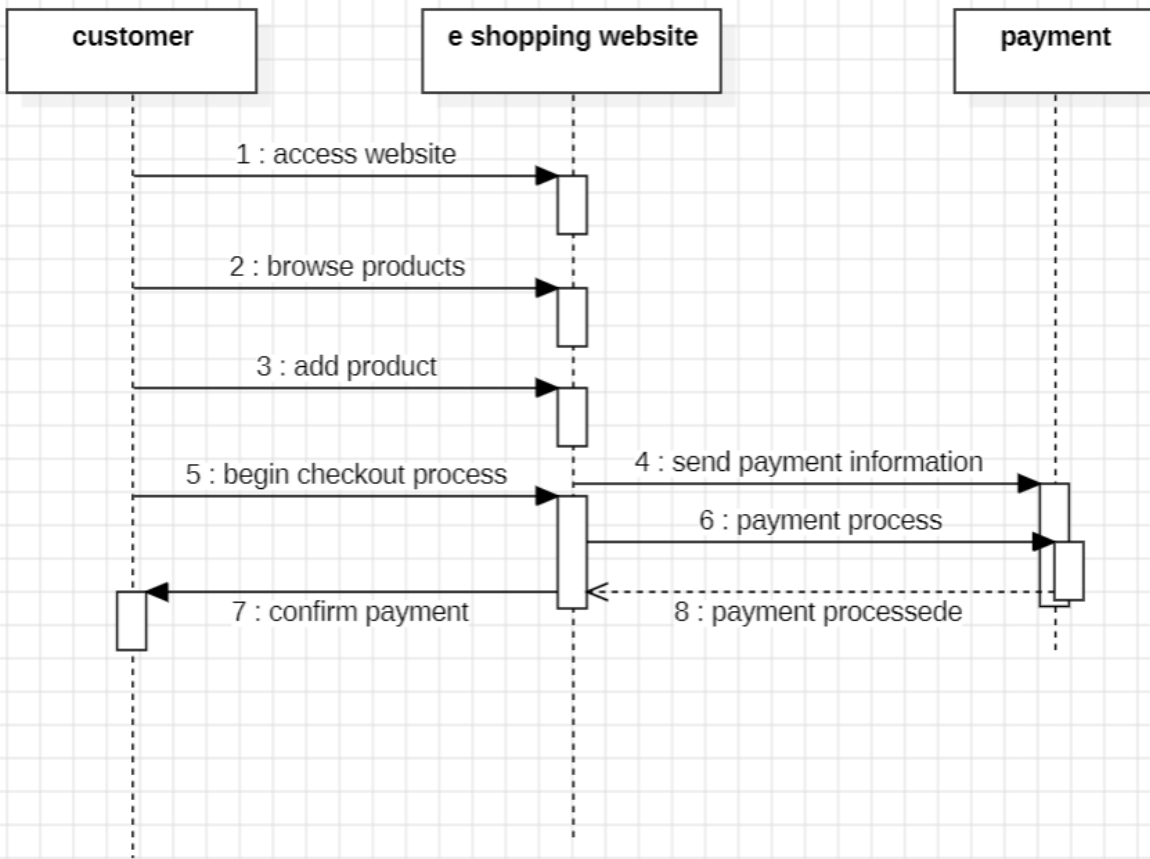 customer
e shopping website
payment
1 : access website
2 : browse products
3 : add product
4 : send payment information
5 : begin checkout process
6 : payment process
7 : confirm payment
8 : payment processede